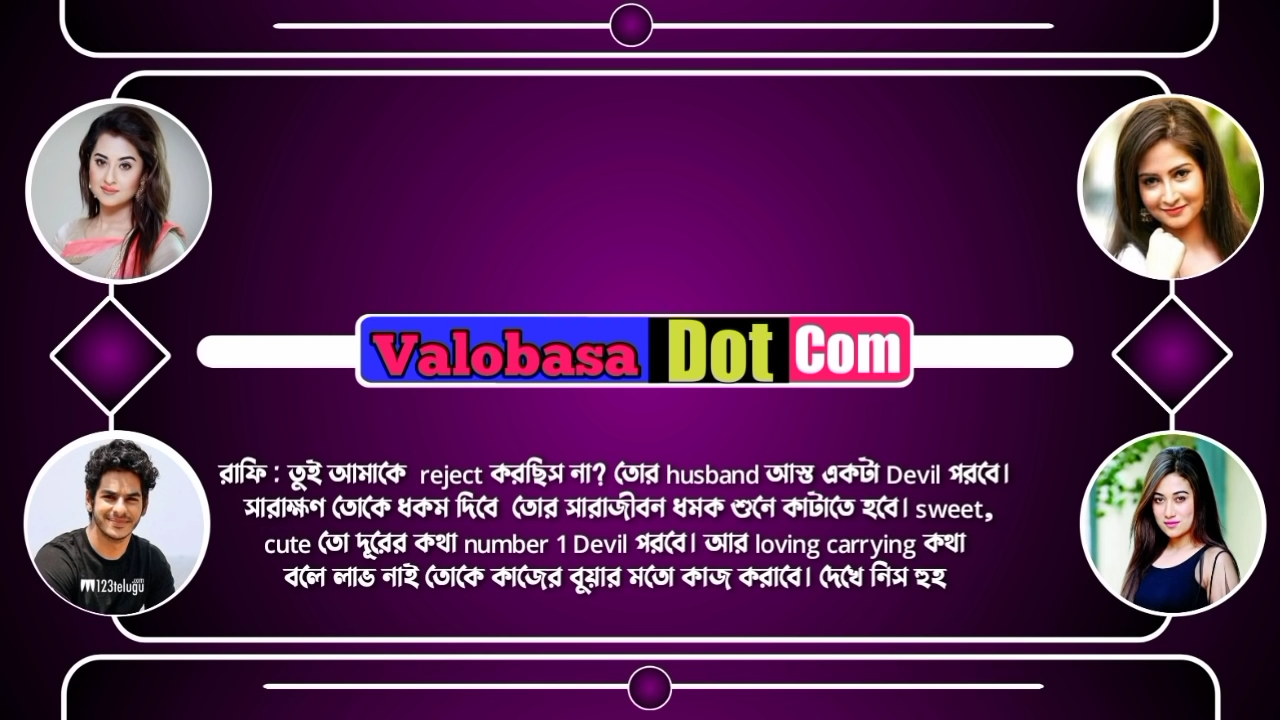 Valobasa Dot Com
রাফি : তুই আমাকে reject করছিস না? তোর husband আস্ত একটা Devil পরবে।
সারাক্ষণ তোকে ধকম দিবে তোর সারাজীবন ধমক শুনে কাটাতে হবে। sweet,
cute তো দূরের কথা number 1 Devil পরবে। আর loving carrying কথা
বলে লাভ নাই তোকে কাজের বুয়ার মতো কাজ করাবে। দেখে নিস হুহ
123telugu.com